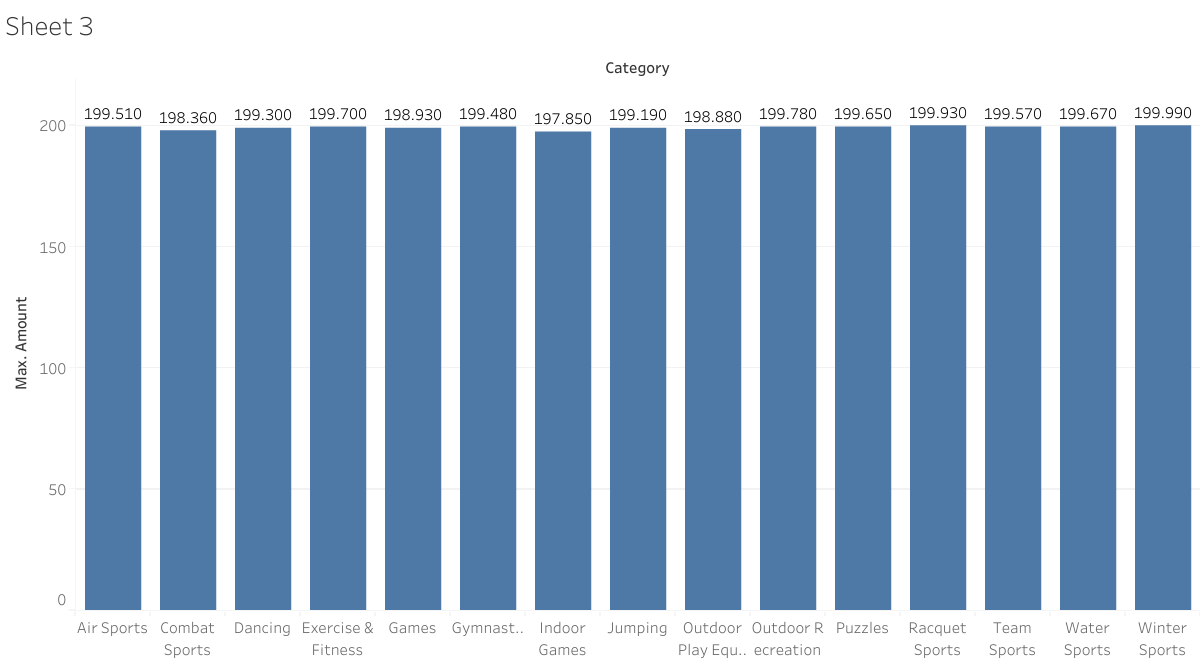 Sheet 3
Category
199.510 198.360 199.300 199.700 198.930 199.480 197.850 199.190 198.880 199.780 199.650 199.930 199.570 199.670 199.990
200
150
100
50
0
Max. Amount
Air Sports Combat Dancing Exercise & Games Gymnast.. Indoor Jumping Outdoor Outdoor R Puzzles Racquet Team Water Winter
Sports Fitness Games Play Equ.. ecreation Sports Sports Sports Sports